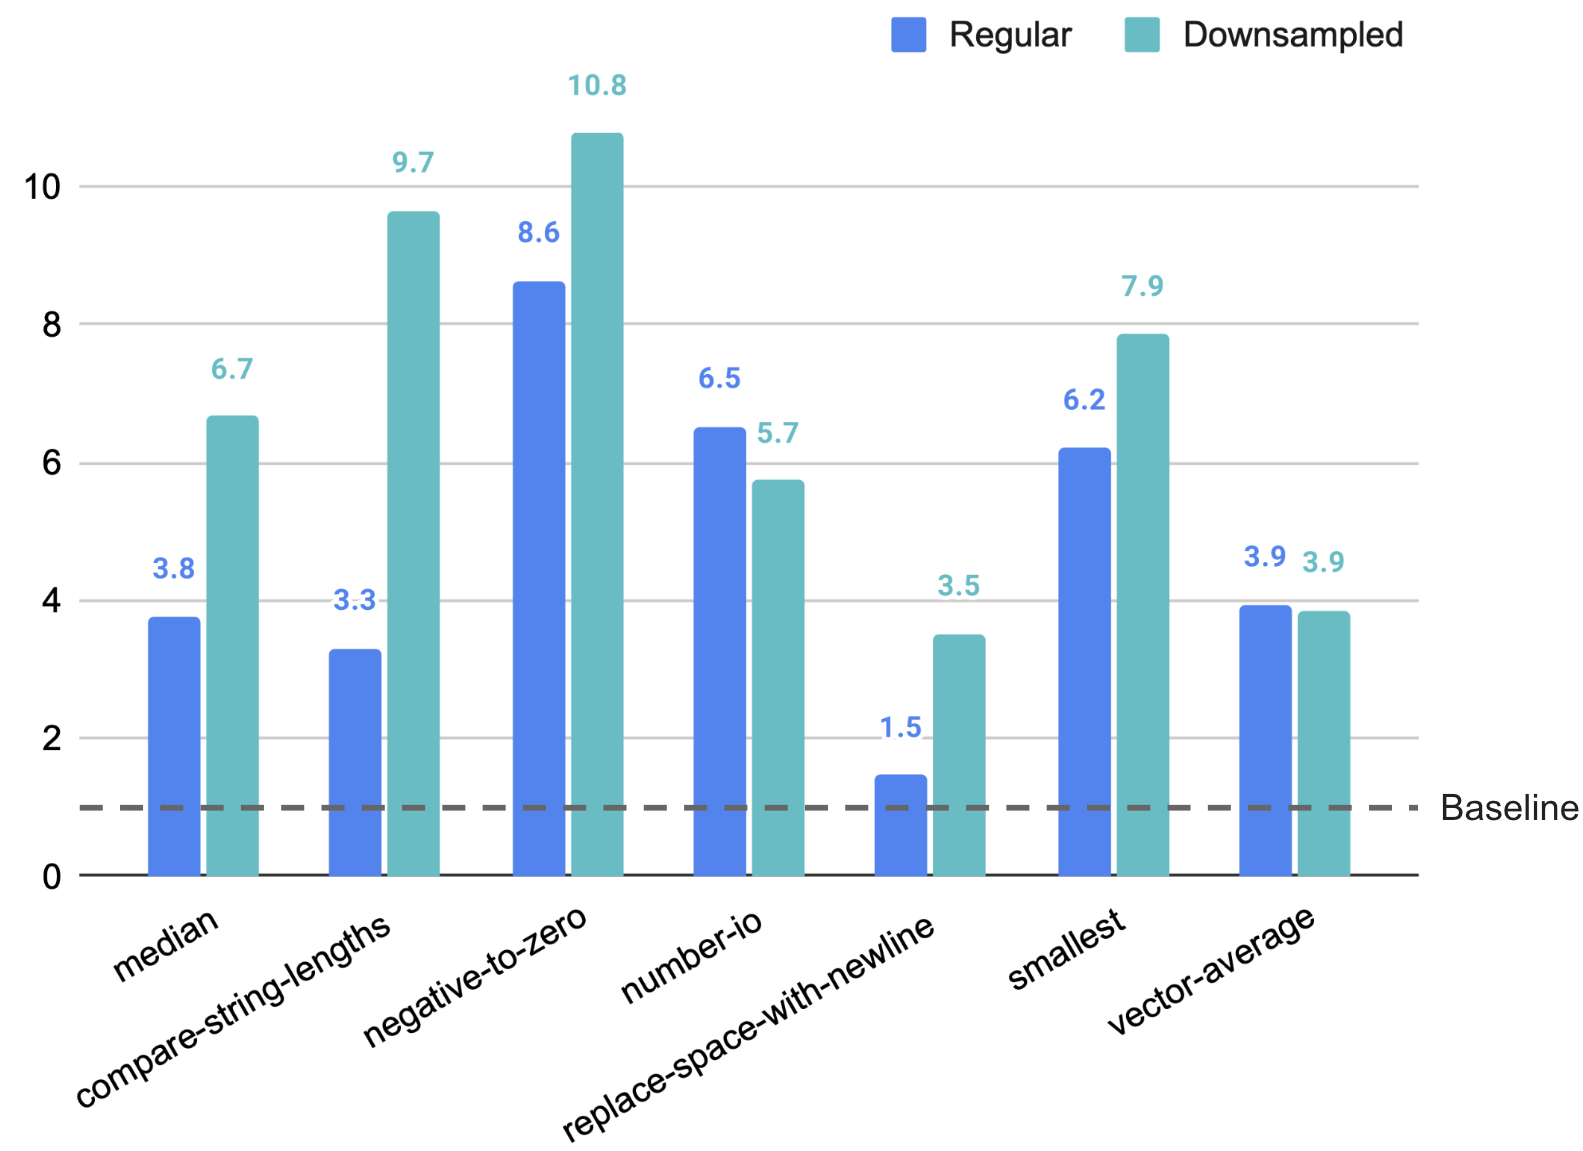 Regular Downsampled
10.8
9.7
10
8.6
7.9
8
6.7
6.5
6.2
5.7
6
3.8
3.3
3.5
3.9
3.9
4
1.5
2
Baseline
0
median
compare-string-lengths
negative-to-zero
number-io
replace-space-with-newline
smallest
vector-average